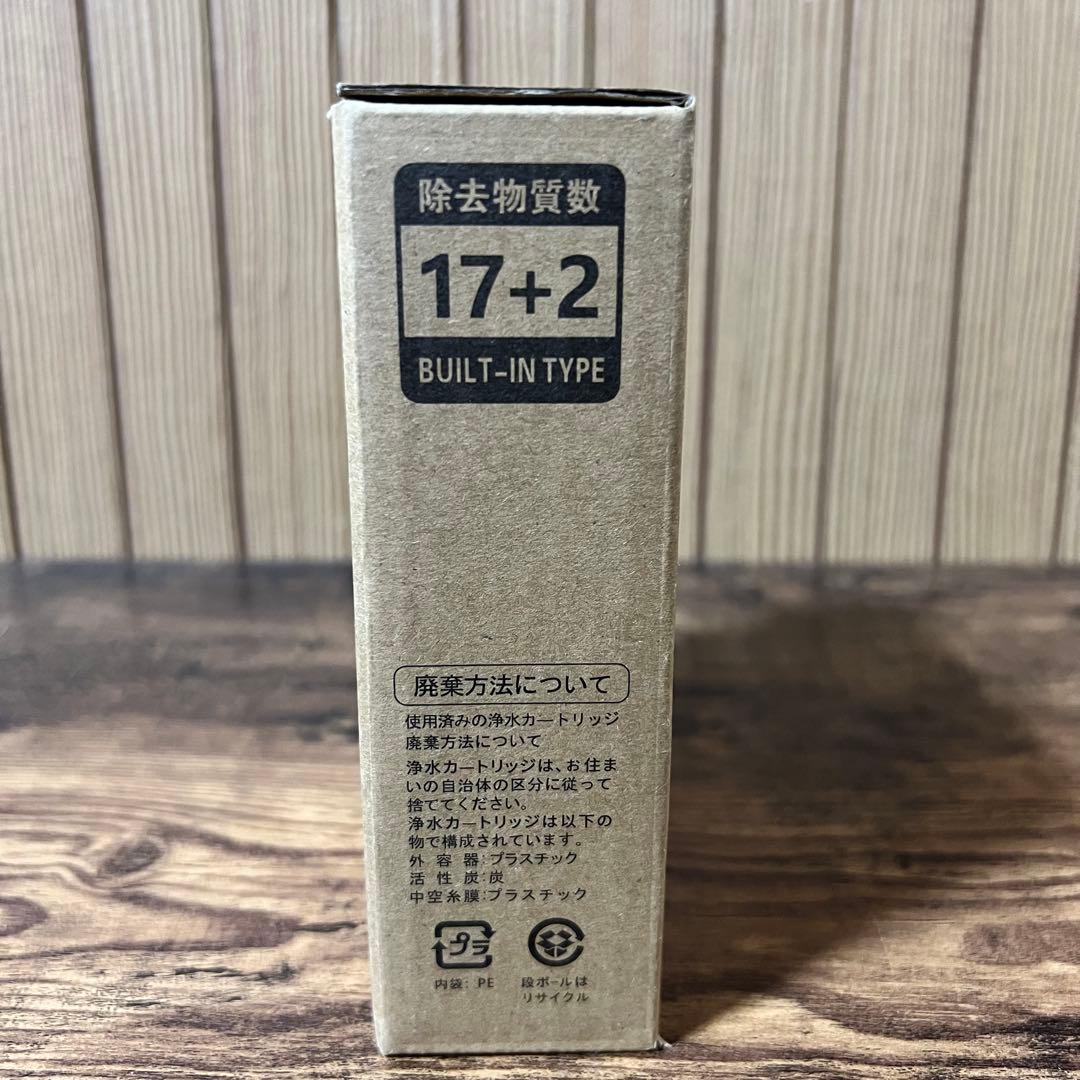 除去物質数
17+2
BUILT-IN TYPE
廃棄方法について
使用済みの浄水カートリッジ
廃棄方法について
浄水カートリッジは、お住ま
いの自治体の区分に従って
捨ててください。
浄水カートリッジは以下の
物で構成されています。
外 容 器:プラスチック
活 性 炭:炭
中空糸膜:プラスチック
プラ
内袋: PE
段ボールは
リサイクル